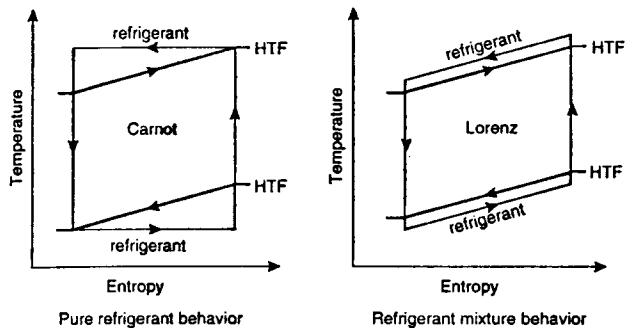 refrigerant
HTF
Temperature
Carnot
HTF
refrigerant
Entropy
Pure refrigerant behavior
refrigerant
HTF
Temperature
Lorenz
HTF
refrigerant
Entropy
Refrigerant mixture behavior